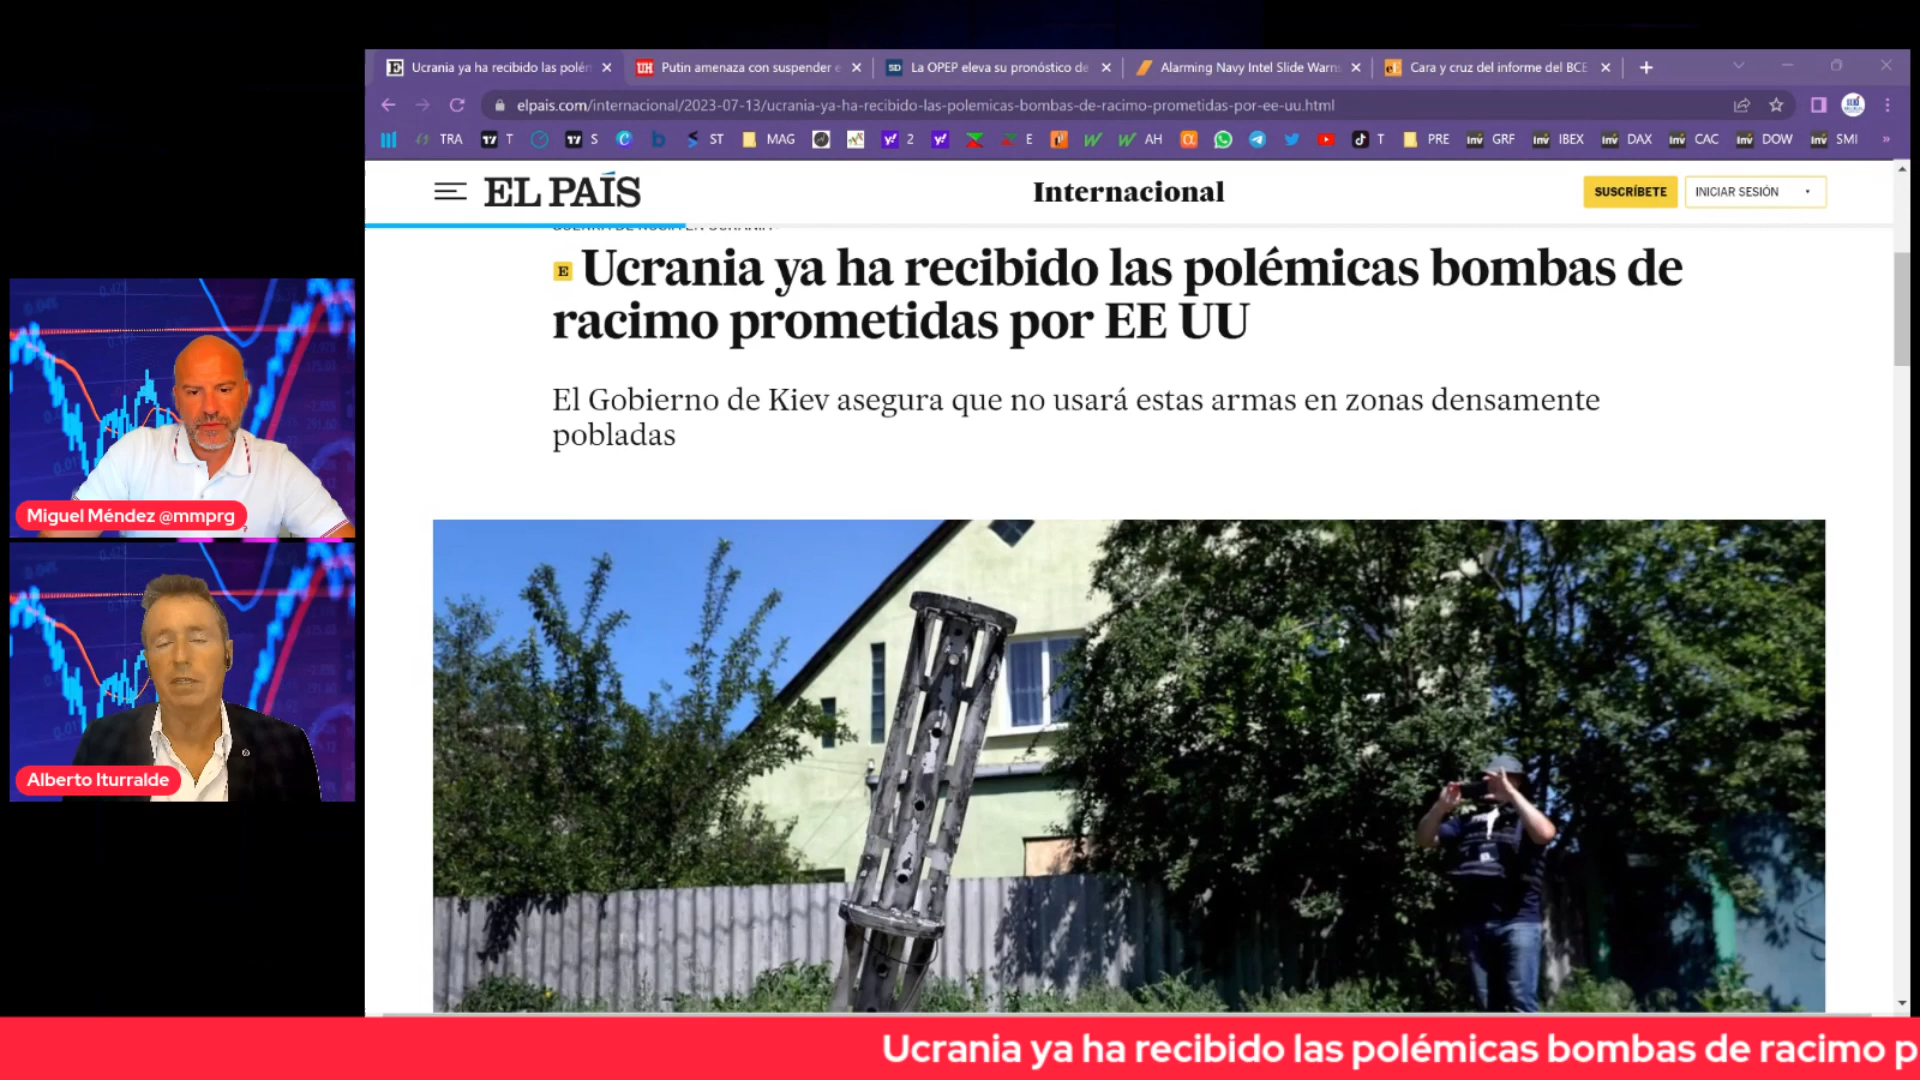 Ucrania ya ha recibido las polém
Putin amenaza con suspender e
La OPEP eleva su pronóstico de
Alarming Navy Intel Slide Warns
Cara y cruz del informe del BCE
elpais.com/internacional/2023-07-13/ucrania-ya-ha-recibido-las-polemicas-bombas-de-racimo-prometidas-por-ee-uu.html
TRA T S ST MAG 2 E AH T PRE GRF IBEX DAX CAC DOW SMI »
EL PAÍS
Internacional
SUSCRÍBETE
INICIAR SESIÓN
Ucrania ya ha recibido las polémicas bombas de
racimo prometidas por EE UU
El Gobierno de Kiev asegura que no usará estas armas en zonas densamente
pobladas
Miguel Méndez @mmprg
Alberto Iturralde
Ucrania ya ha recibido las polémicas bombas de racimo p